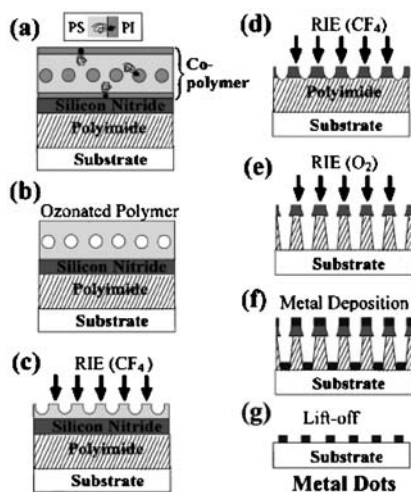 (a)
PS PI
Co-
polymer
Silicon Nitride
Polyimide
Substrate
(b)
Ozonated Polymer
Silicon Nitride
Polyimide
Substrate
(c)
RIE (CF₄)
Silicon Nitride
Polyimide
Substrate
(d)
RIE (CF₄)
Polyimide
Substrate
(e)
RIE (O₂)
Substrate
(f)
Metal Deposition
Substrate
(g)
Lift-off
Substrate
Metal Dots